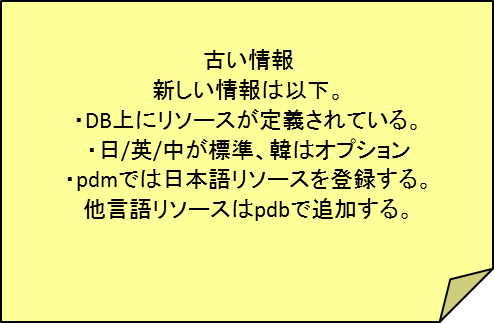 古い情報
新しい情報は以下。
・DB上にリソースが定義されている。
・日/英/中が標準、韓はオプション
・pdmでは日本語リソースを登録する。
他言語リソースはpdbで追加する。